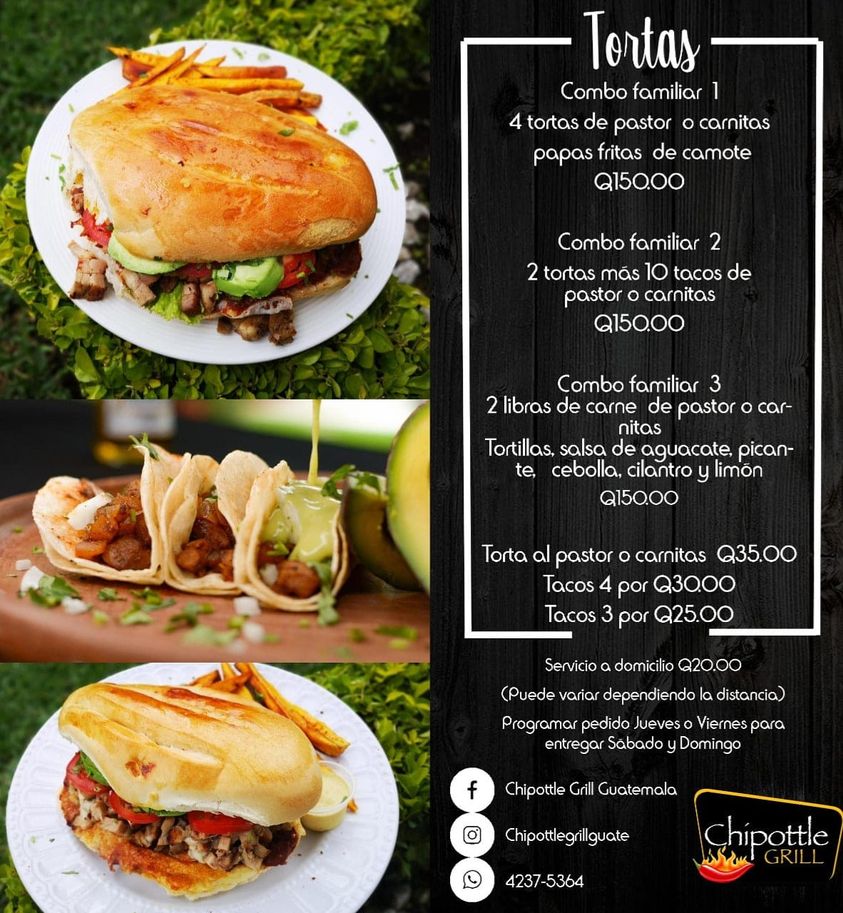 Tortas
Combo familiar 1
4 tortas de pastor o carnitas
papas fritas de camote
Q150.00
Combo familiar 2
2 tortas más 10 tacos de
pastor o carnitas
Q150.00
Combo familiar 3
2 libras de carne de pastor o car-
nitas
Tortillas, salsa de aguacate, pican-
te, cebolla, cilantro y limón
Q150.00
Torta al pastor o carnitas Q35.00
Tacos 4 por Q30.00
Tacos 3 por Q25.00
Servicio a domicilio Q20.00
(Puede variar dependiendo la distancia)
Programar pedido Jueves o Viernes para
entregar Sábado y Domingo
Chipottle Grill Guatemala
Chipottlegrillguate
4237-5364
Chipottle
GRILL